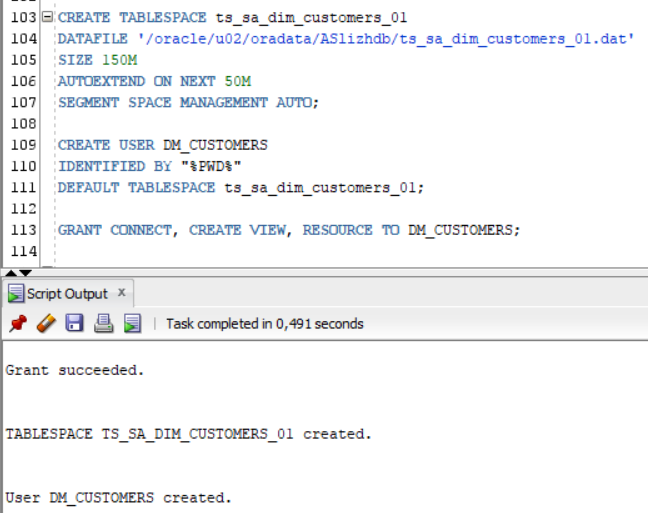 103 CREATE TABLESPACE ts_sa_dim_customers_01
104 DATAFILE '/oracle/u02/oradata/ASlizhdb/ts_sa_dim_customers_01.dat'
105 SIZE 150M
106 AUTOEXTEND ON NEXT 50M
107 SEGMENT SPACE MANAGEMENT AUTO;
108
109 CREATE USER DM_CUSTOMERS
110 IDENTIFIED BY "%PWD%"
111 DEFAULT TABLESPACE ts_sa_dim_customers_01;
112
113 GRANT CONNECT, CREATE VIEW, RESOURCE TO DM_CUSTOMERS;
114
Script Output x
Task completed in 0,491 seconds
Grant succeeded.
TABLESPACE TS_SA_DIM_CUSTOMERS_01 created.
User DM_CUSTOMERS created.